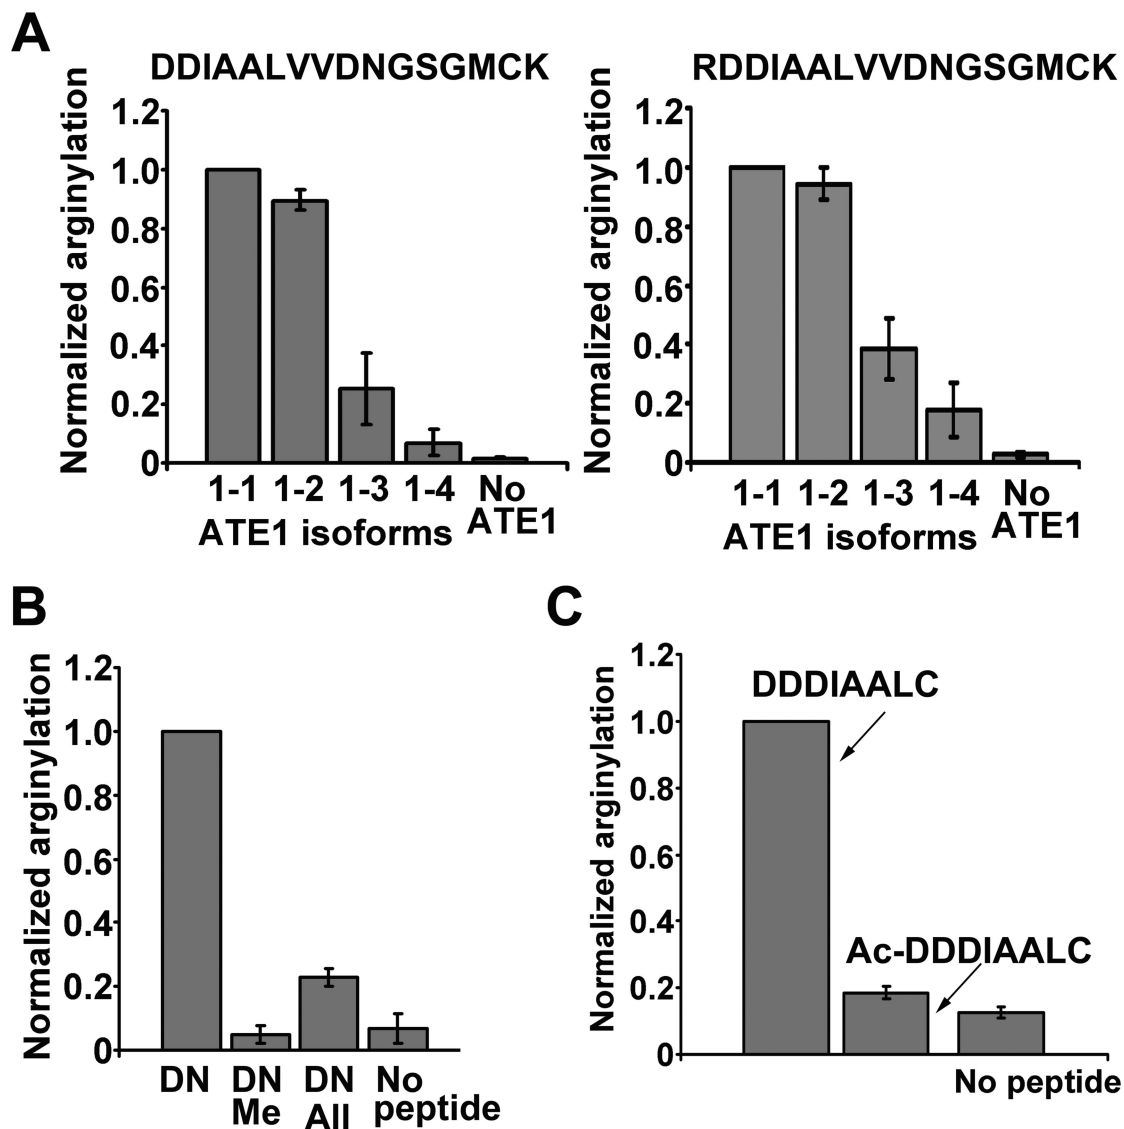 A
DDIAALVVDNGSGMCK
Normalized arginylation
1.2
1.0
0.8
0.6
0.4
0.2
0
1-1 1-2 1-3 1-4 No
ATE1
ATE1 isoforms
RDDIAALVVDNGSGMCK
Normalized arginylation
1.2
1.0
0.8
0.6
0.4
0.2
0
1-1 1-2 1-3 1-4 No
ATE1
ATE1 isoforms
B
Normalized arginylation
1.2
1.0
0.8
0.6
0.4
0.2
0
DN DN DN No
Me All peptide
C
Normalized arginylation
1.2
1.0
0.8
0.6
0.4
0.2
0
DDDIAALC
Ac-DDDIAALC
No peptide